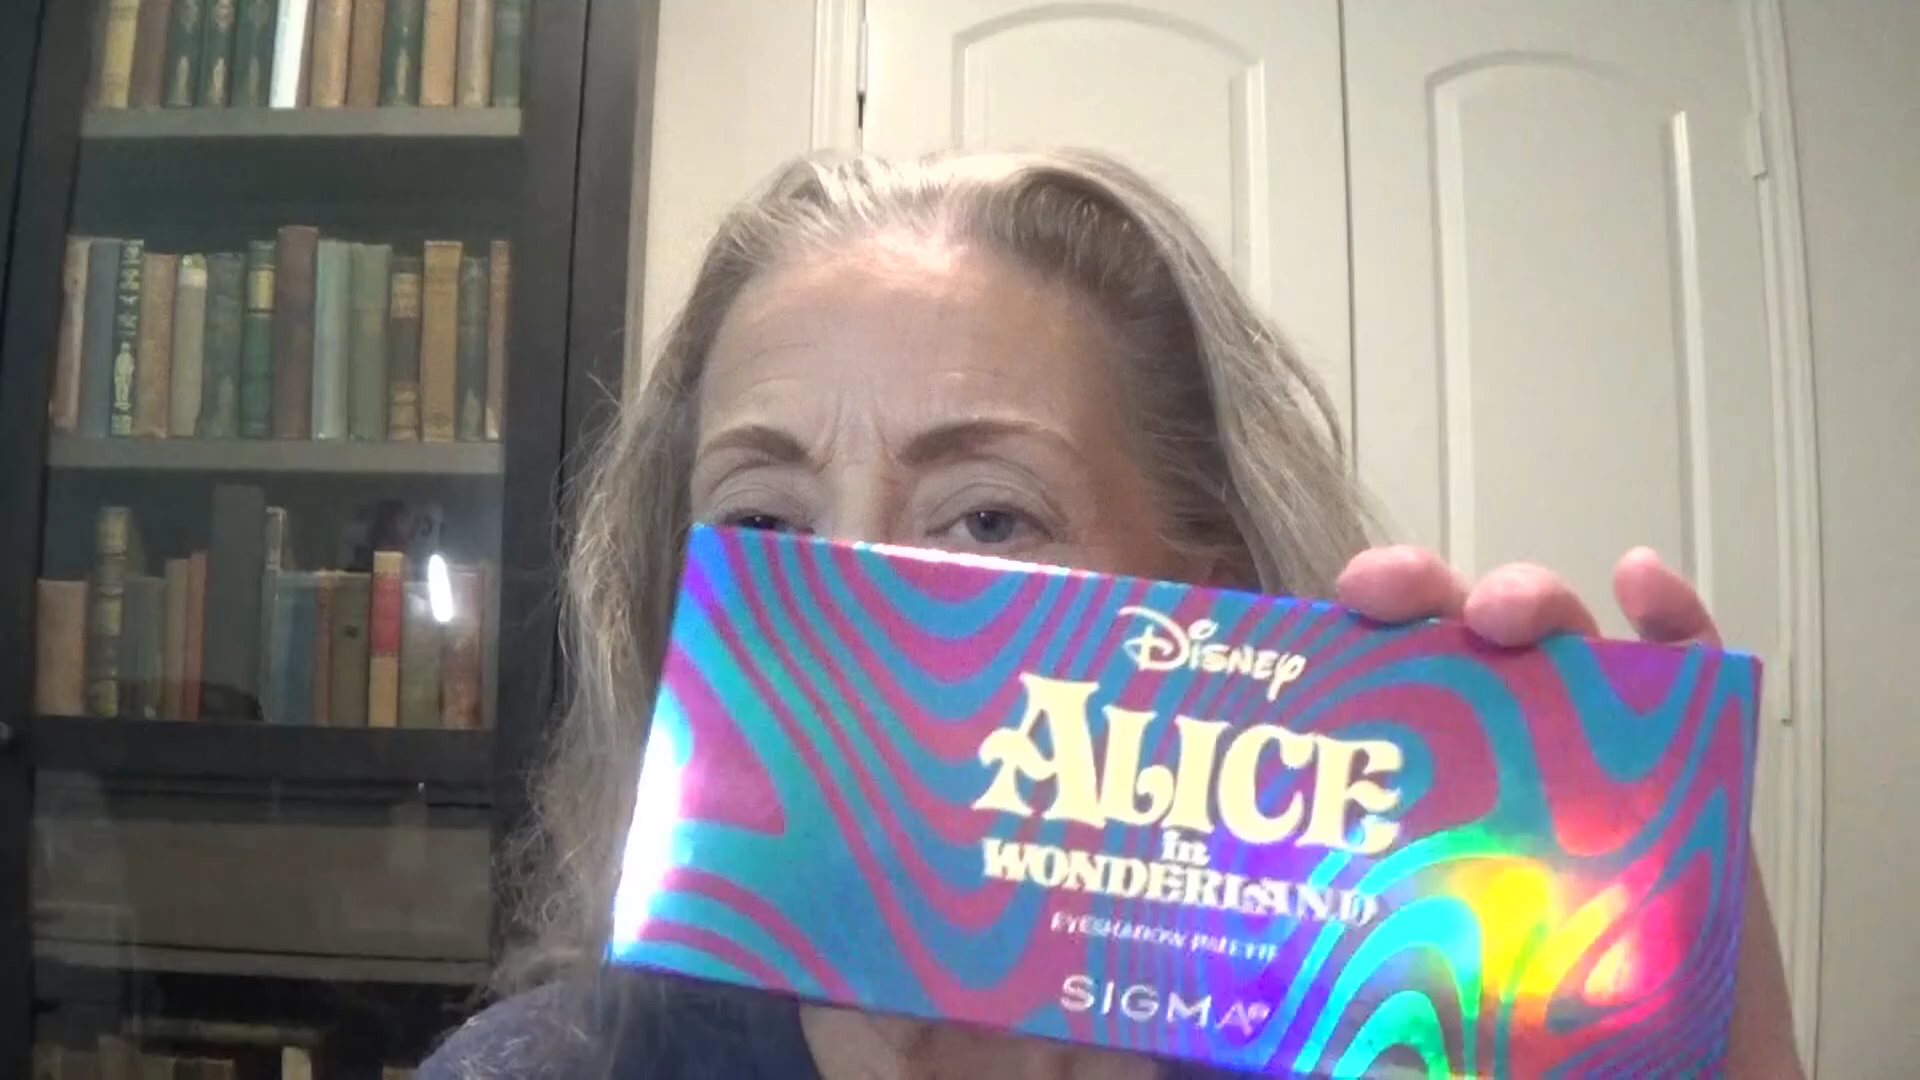 Disney
ALICE
in
WONDERLAND
EYESHADOW PALETTE
SIGMA